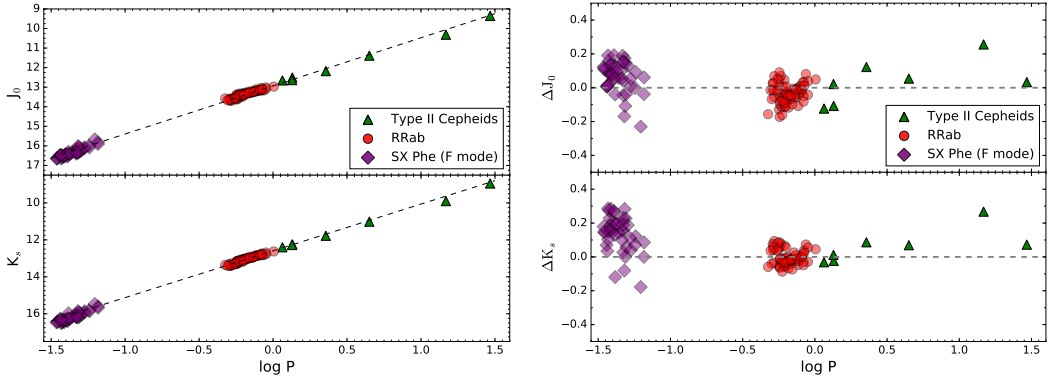 9
10
11
12
13
14
15
16
17
J₀
Type II Cepheids
RRab
SX Phe (F mode)
10
12
14
16
Kₛ
−1.5 −1.0 −0.5 0.0 0.5 1.0 1.5
log P
0.4
0.2
0.0
−0.2
−0.4
ΔJ₀
Type II Cepheids
RRab
SX Phe (F mode)
0.4
0.2
0.0
−0.2
−0.4
ΔKₛ
−1.5 −1.0 −0.5 0.0 0.5 1.0 1.5
log P